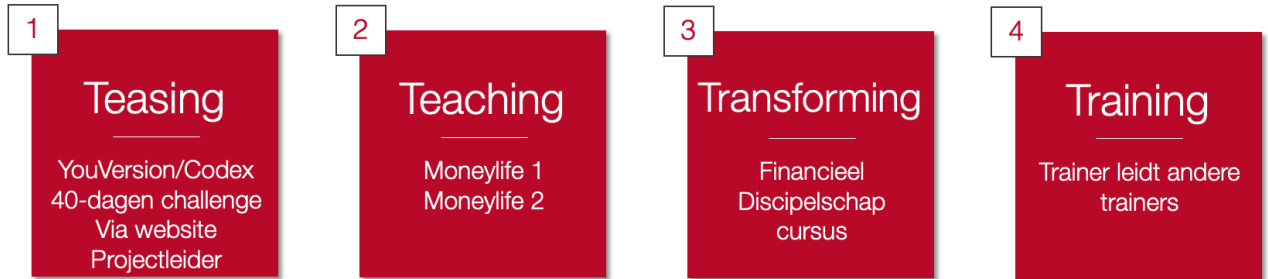 1
Teasing
YouVersion/Codex
40-dagen challenge
Via website
Projectleider
2
Teaching
Moneylife 1
Moneylife 2
3
Transforming
Financieel
Discipelschap
cursus
4
Training
Trainer leidt andere
trainers